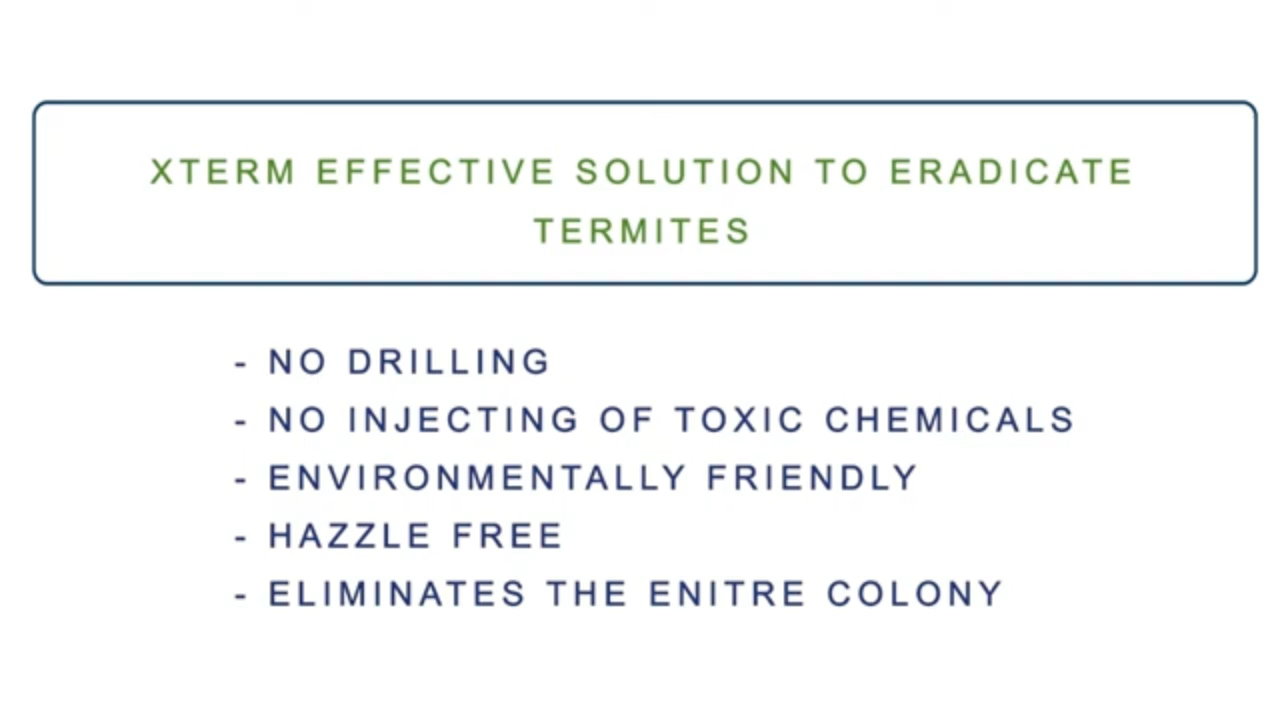 XTERM EFFECTIVE SOLUTION TO ERADICATE
TERMITES
- NO DRILLING
- NO INJECTING OF TOXIC CHEMICALS
- ENVIRONMENTALLY FRIENDLY
- HAZZLE FREE
- ELIMINATES THE ENITRE COLONY